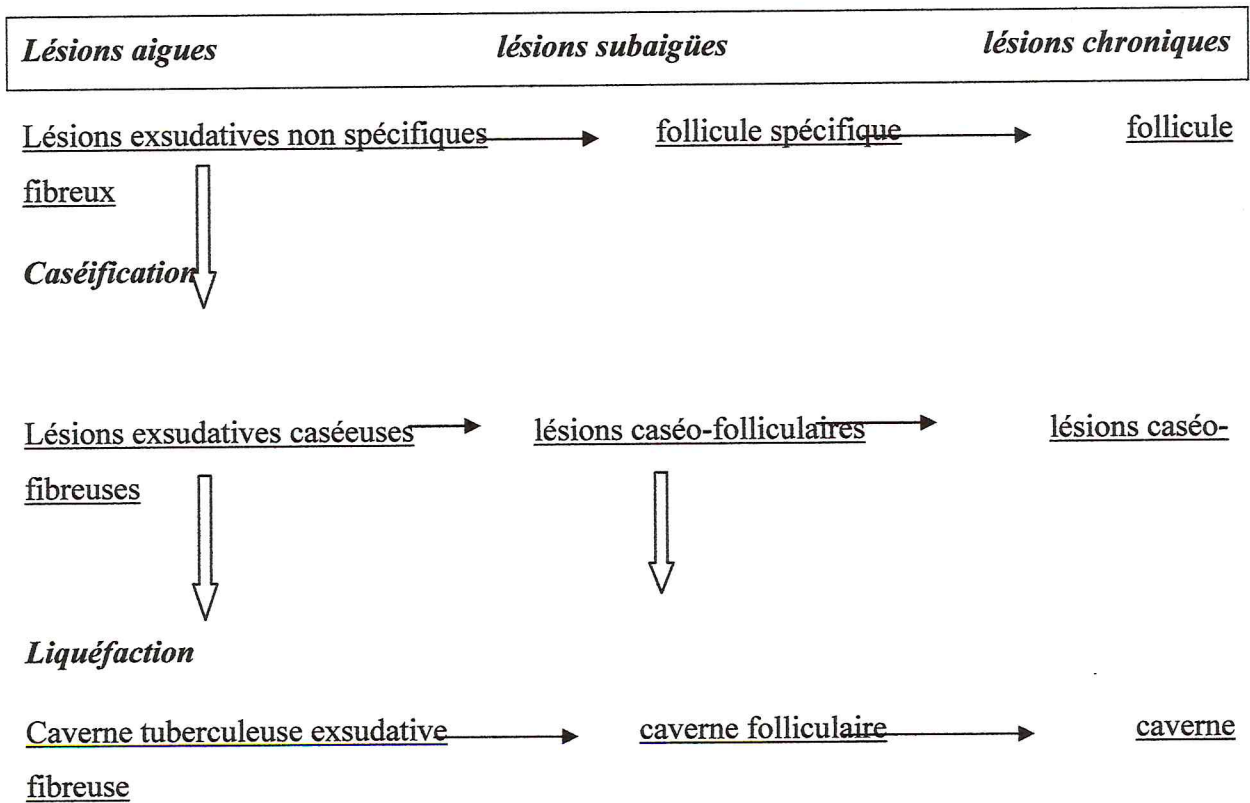 Lésions aigues lésions subaigües lésions chroniques
Lésions exsudatives non spécifiques follicule spécifique follicule
fibreux
Caséification
Lésions exsudatives caséeuses lésions caséo-folliculaires lésions caséo-
fibreuses
Liquéfaction
Caverne tuberculeuse exsudative caverne folliculaire caverne
fibreuse